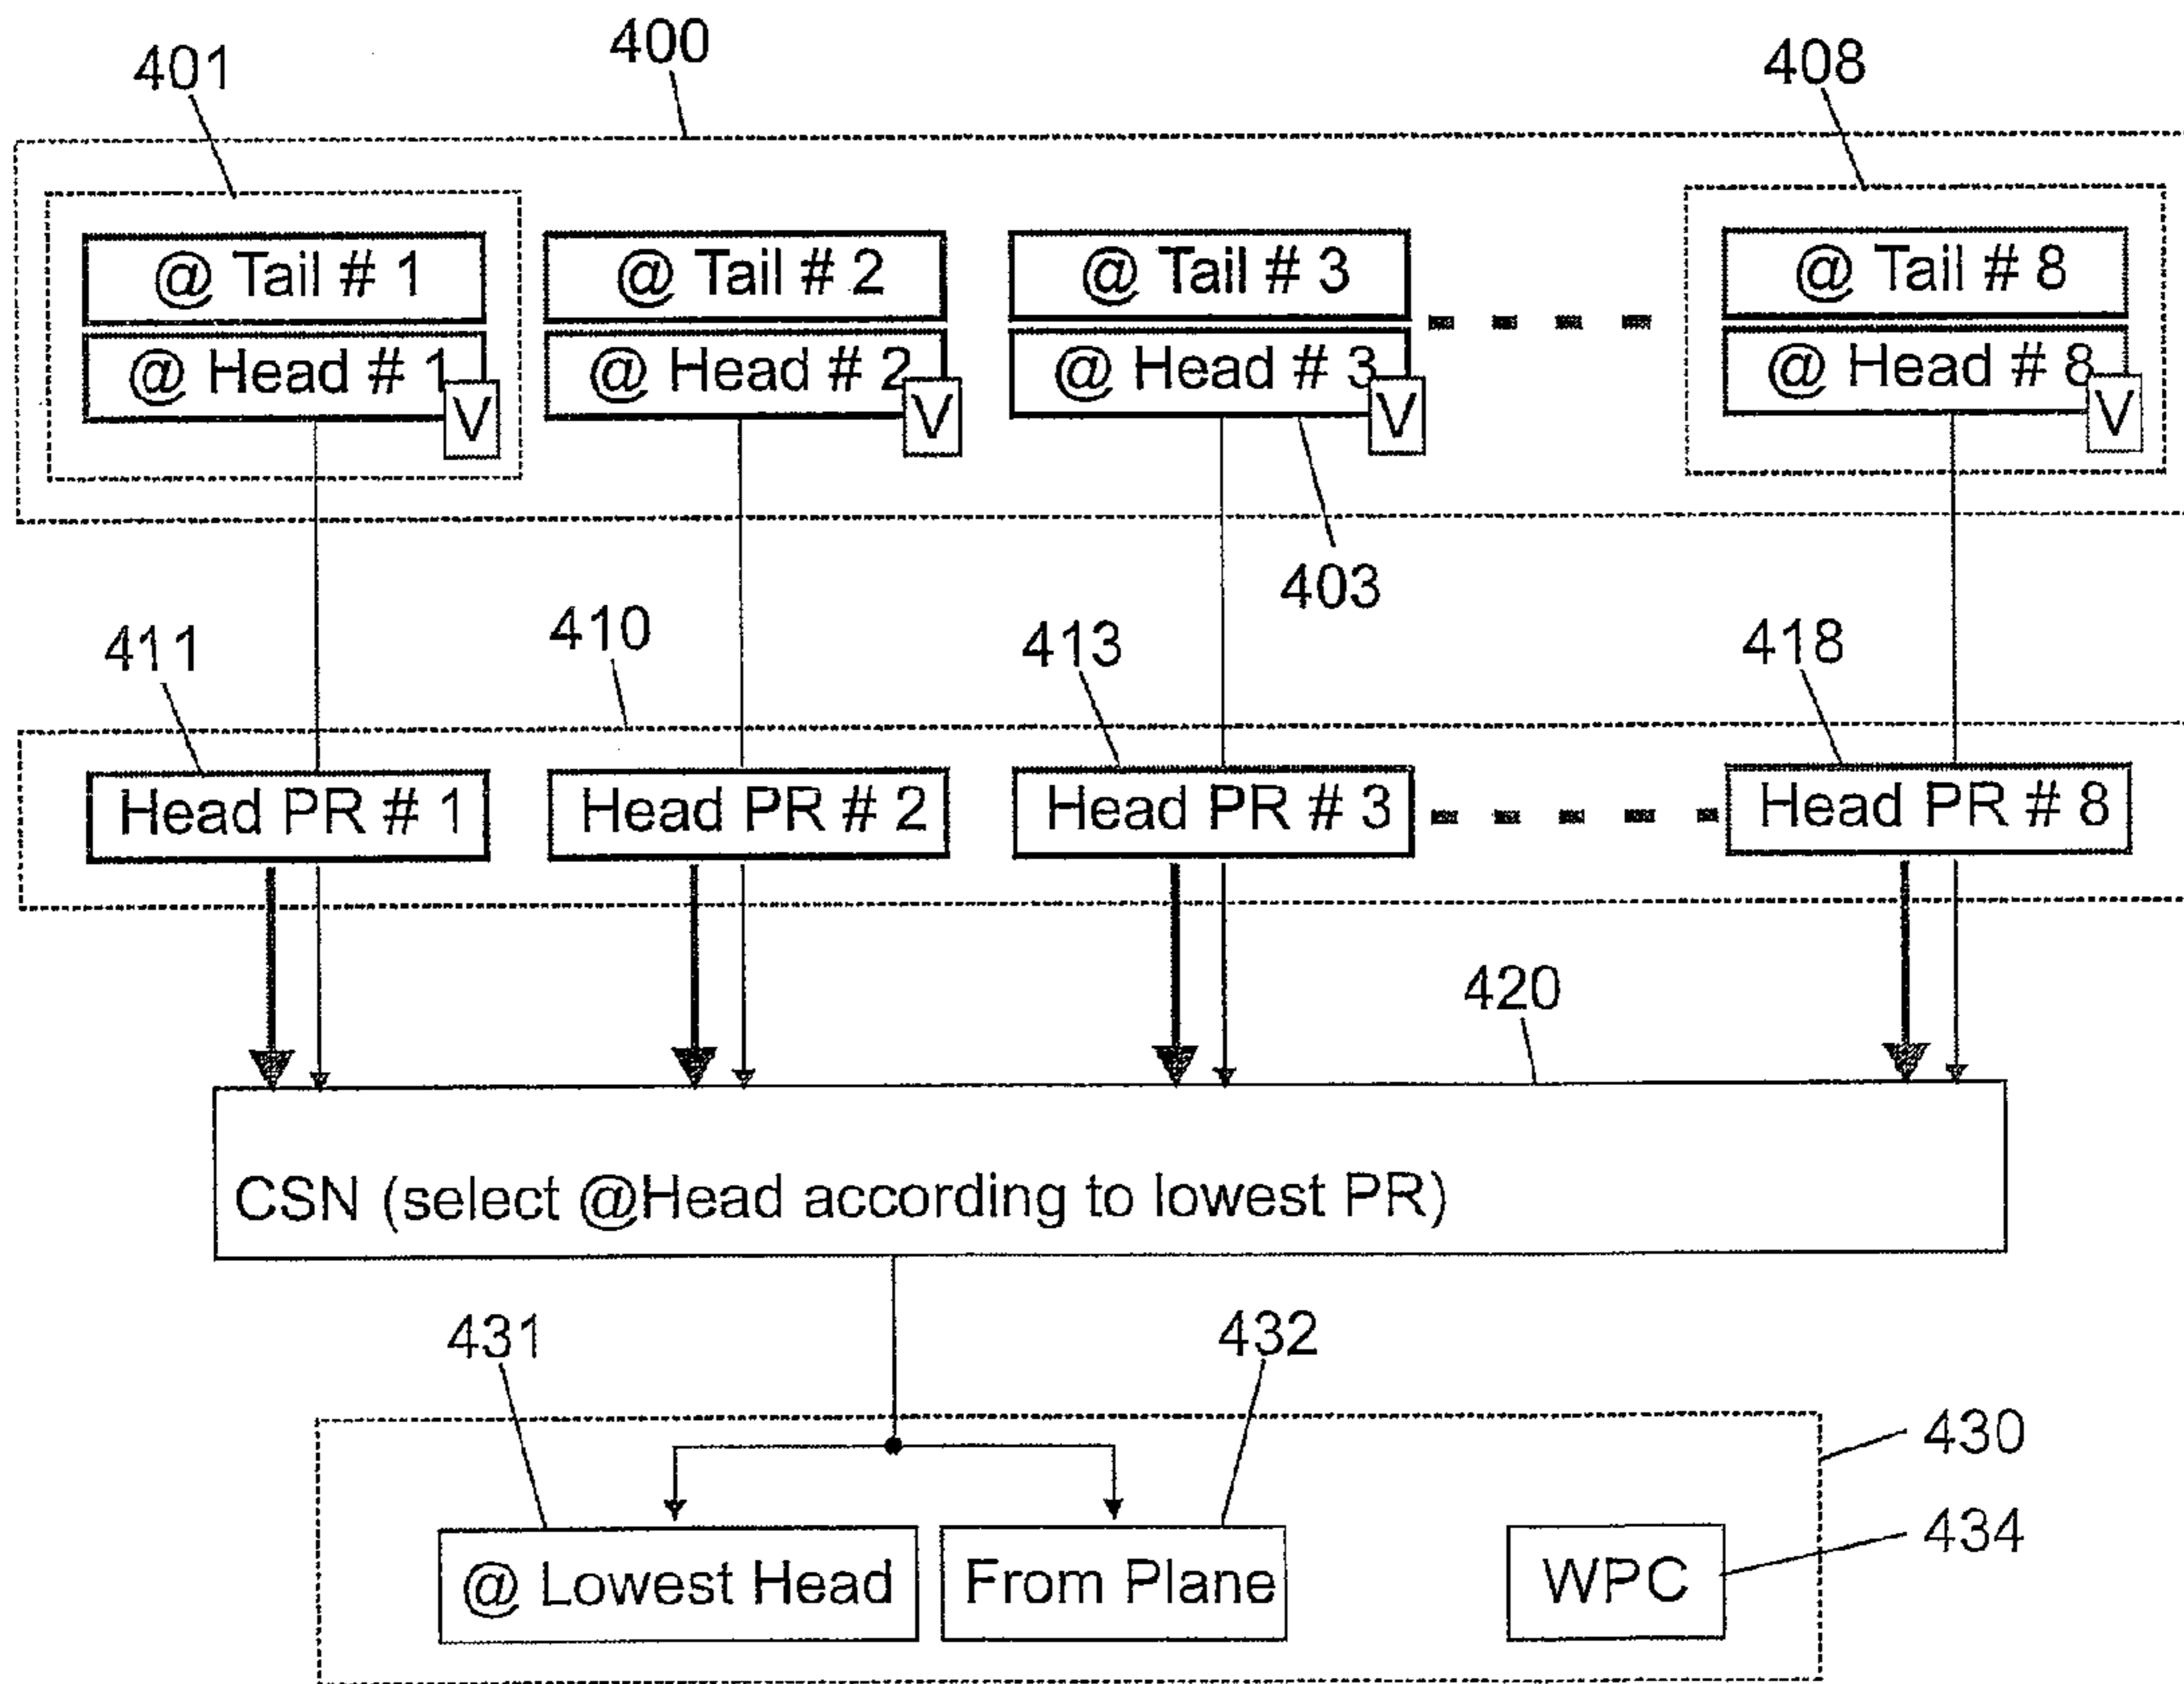 400
401
408
@ Tail # 1
@ Tail # 2
@ Tail # 3
@ Tail # 8
@ Head # 1
@ Head # 2
@ Head # 3
@ Head # 8
V
V
V
V
403
411
410
413
418
Head PR # 1
Head PR # 2
Head PR # 3
Head PR # 8
420
CSN (select @Head according to lowest PR)
431
432
430
434
@ Lowest Head
From Plane
WPC